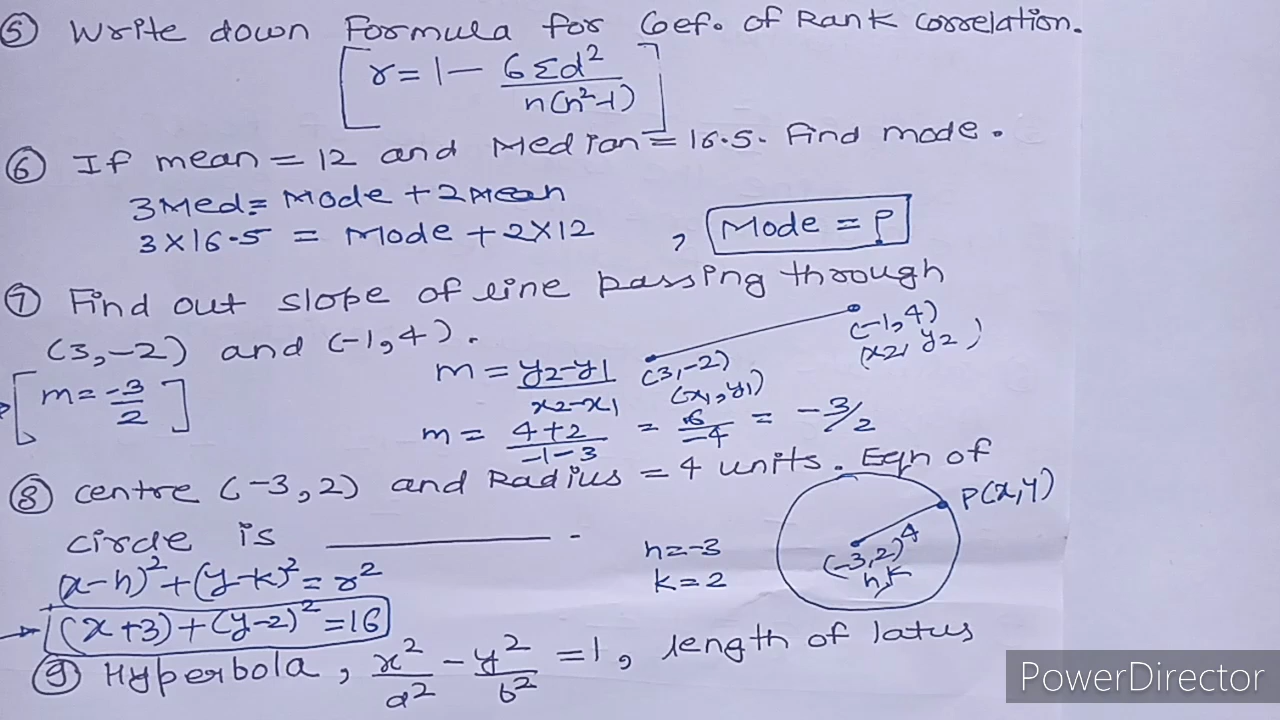 ⑤ Write down Formula for Coef. of Rank Correlation.
[r = 1 - 6Σd² / n(n²-1)]
⑥ If mean = 12 and Median = 16.5. Find mode.
3Med = Mode + 2Mean
3×16.5 = Mode + 2×12 , Mode = ?
⑦ Find out slope of line passing through
(3,-2) and (-1,4).
[m = -3/2]
m = y2-y1 / x2-x1
(3,-2)
(x1,y1)
(-1,4)
(x2, y2)
m = 4+2 / -1-3 = 6/-4 = -3/2
⑧ centre (-3,2) and Radius = 4 units. Eqn of
circle is ________ .
h=-3
k=2
P(x,y)
4
(-3,2)
h,k
(x-h)²+(y-k)²=r²
→ (x+3)+(y-2)²=16
⑨ Hyperbola, x²/a² - y²/b² = 1, length of latus
PowerDirector